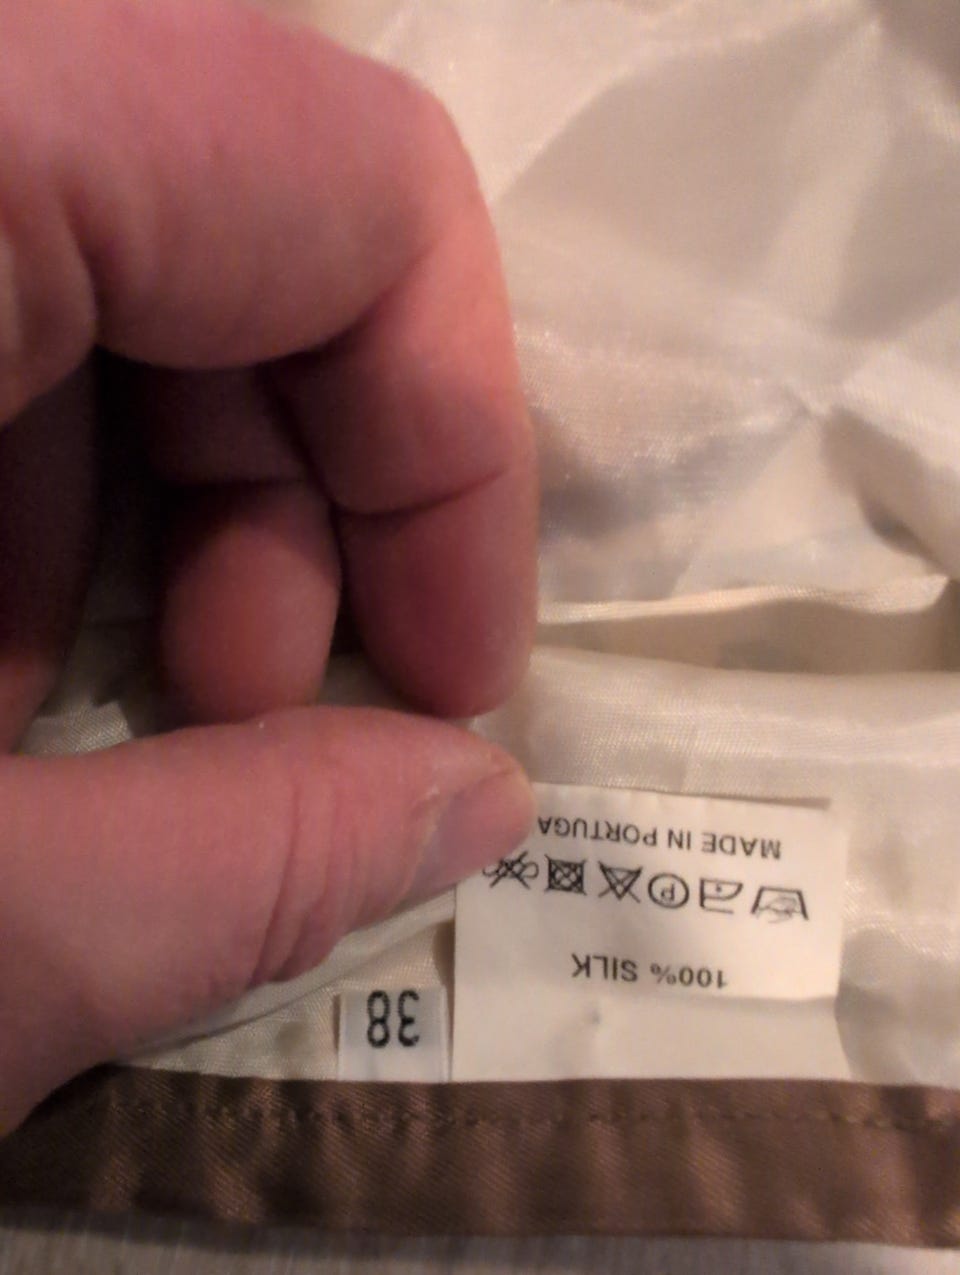 100% SILK
P
MADE IN PORTUGA
38